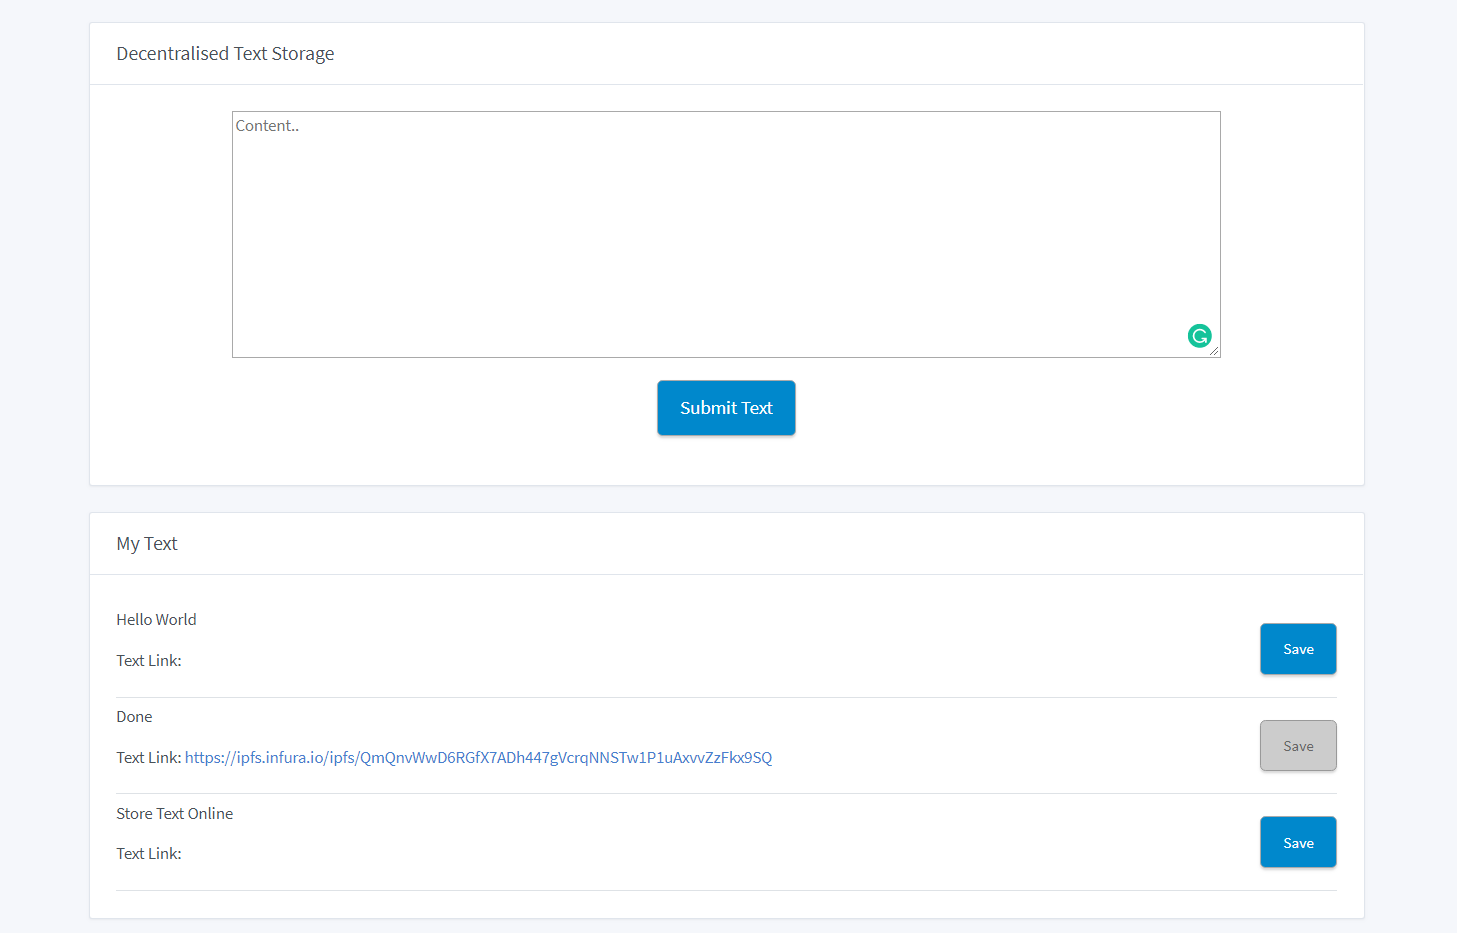 Decentralised Text Storage
Content..
Submit Text
My Text
Hello World
Text Link:
Save
Done
Text Link: https://ipfs.infura.io/ipfs/QmQnvWwD6RGfX7ADh447gVcrqNNSTw1P1uAxvvZzFkx9SQ
Save
Store Text Online
Text Link:
Save